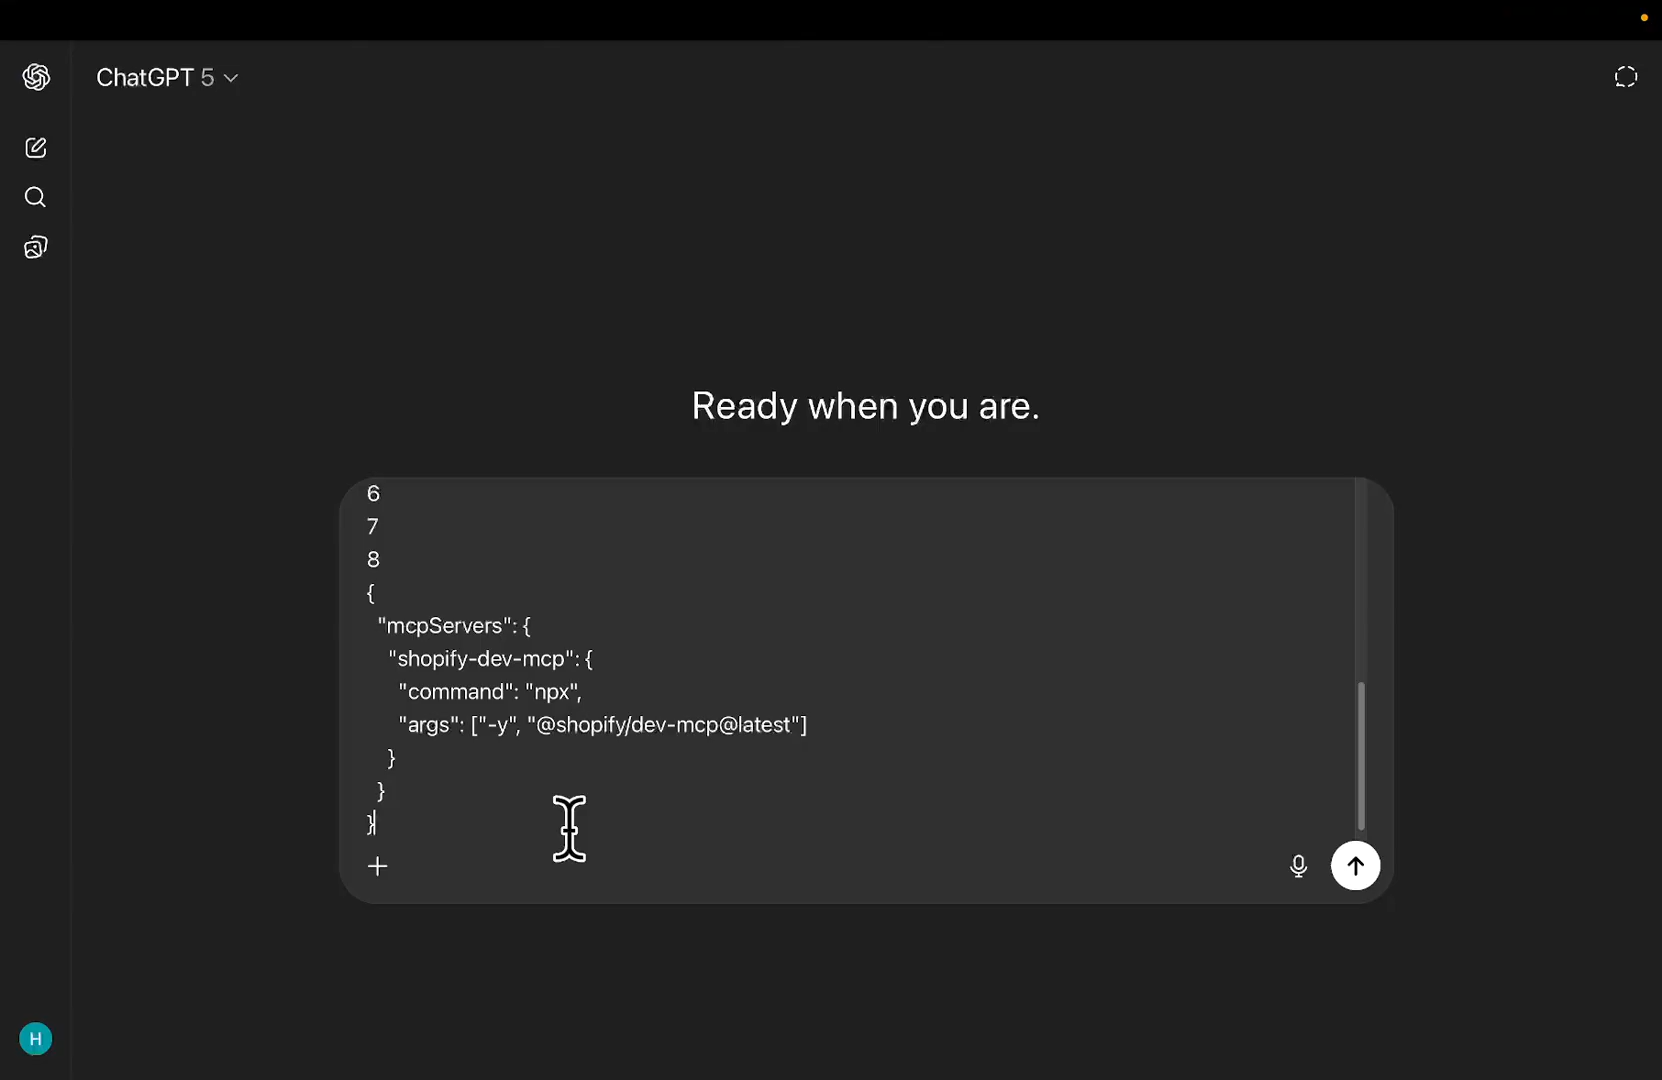 ChatGPT 5
Ready when you are.
6
7
8
{
"mcpServers": {
"shopify-dev-mcp": {
"command": "npx",
"args": ["-y", "@shopify/dev-mcp@latest"]
}
}
}
H